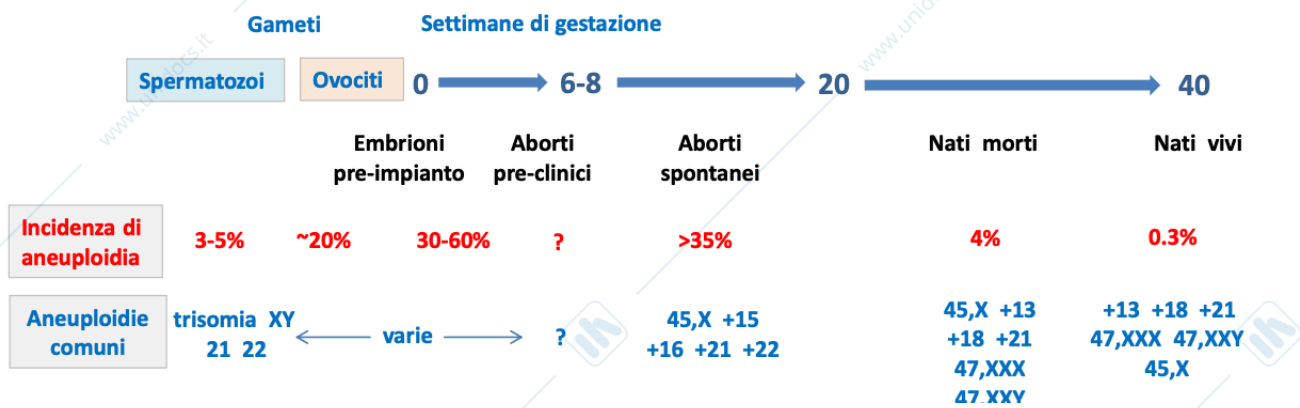 Gameti Settimane di gestazione
Spermatozoi Ovociti 0 6-8 20 40
Embrioni pre-impianto
Aborti pre-clinici
Aborti spontanei
Nati morti
Nati vivi
Incidenza di aneuploidia
3-5% ~20% 30-60% ? >35% 4% 0.3%
Aneuploidie comuni
trisomia XY
21 22
varie
?
45,X +15
+16 +21 +22
45,X +13
+18 +21
47,XXX
47,XXY
+13 +18 +21
47,XXX 47,XXY
45,X
www.unidocs.it